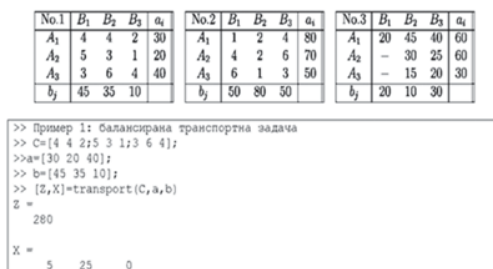 No.1 B1 B2 B3 ai
A1 4 4 2 30
A2 5 3 1 20
A3 3 6 4 40
bj 45 35 10
No.2 B1 B2 B3 ai
A1 1 2 4 80
A2 4 2 6 70
A3 6 1 3 50
bj 50 80 50
No.3 B1 B2 B3 ai
A1 20 45 40 60
A2 – 30 25 60
A3 – 15 20 30
bj 20 10 30
>> Пример 1: балансирана транспортна задача
>> C=[4 4 2;5 3 1;3 6 4];
>>a=[30 20 40];
>> b=[45 35 10];
>> [Z,X]=transport(C,a,b)
Z =
280
X =
5 25 0